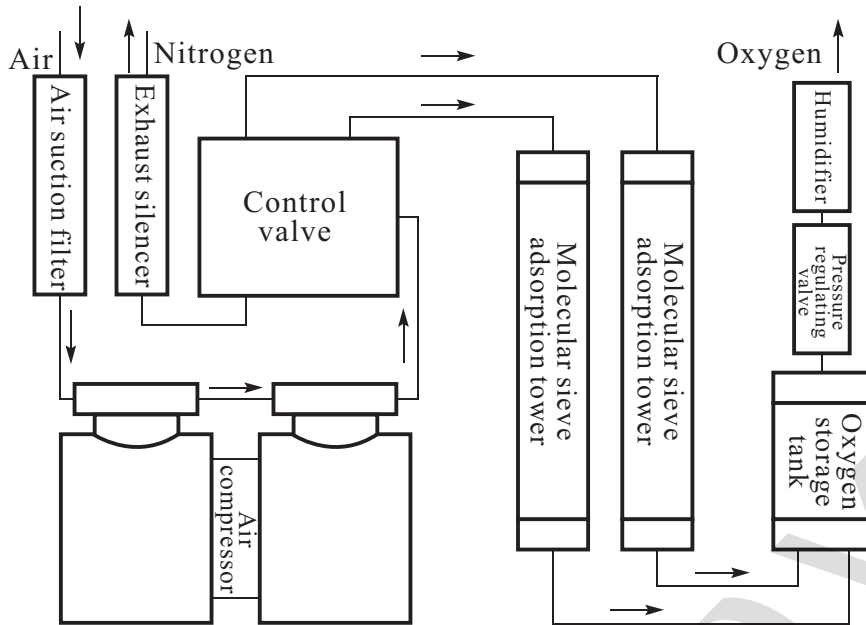 Air
Nitrogen
Oxygen
Air suction
filter
Exhaust silencer
Control
valve
Molecular sieve
adsorption tower
Molecular sieve
adsorption tower
Humidifier
Pressure
regulating
valve
Oxygen
storage
tank
Air
compressor